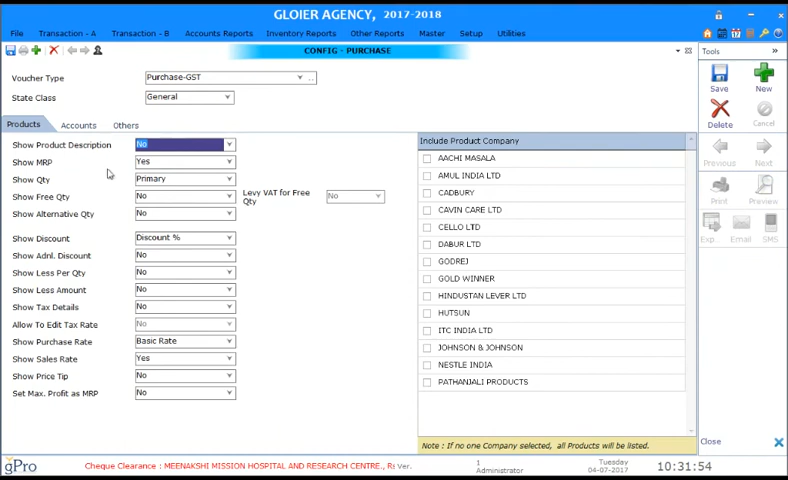 GLOIER AGENCY, 2017-2018
File Transaction - A Transaction - B Accounts Reports Inventory Reports Other Reports Master Setup Utilities
CONFIG - PURCHASE
Tools
Voucher Type Purchase-GST
State Class General
Save New
Delete Cancel
Previous Next
Print Preview
Exp... Email SMS
Products Accounts Others
Show Product Description No
Show MRP Yes
Show Qty Primary
Show Free Qty No Levy VAT for Free Qty No
Show Alternative Qty No
Show Discount Discount %
Show Adnl. Discount No
Show Less Per Qty No
Show Less Amount No
Show Tax Details No
Allow To Edit Tax Rate No
Show Purchase Rate Basic Rate
Show Sales Rate Yes
Show Price Tip No
Set Max. Profit as MRP No
Include Product Company
AACHI MASALA
AMUL INDIA LTD
CADBURY
CAVIN CARE LTD
CELLO LTD
DABUR LTD
GODREJ
GOLD WINNER
HINDUSTAN LEVER LTD
HUTSUN
ITC INDIA LTD
JOHNSON & JOHNSON
NESTLE INDIA
PATHANJALI PRODUCTS
Note : If no one Company selected, all Products will be listed.
Close
gPro Cheque Clearance : MEENAKSHI MISSION HOSPITAL AND RESEARCH CENTRE., Rs Ver. 1 Administrator Tuesday 04-07-2017 10:31:54